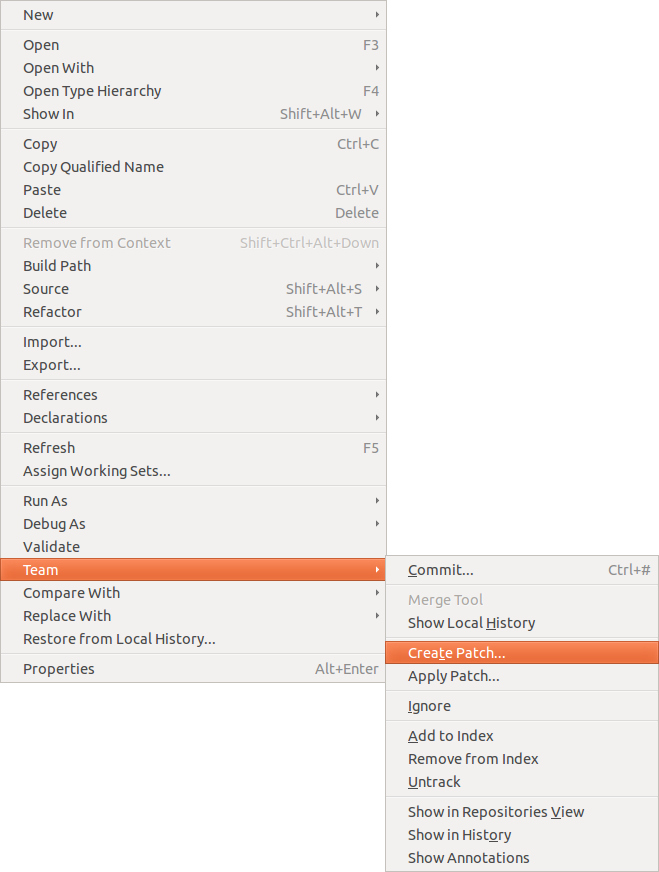 New
Open F3
Open With
Open Type Hierarchy F4
Show In Shift+Alt+W
Copy Ctrl+C
Copy Qualified Name
Paste Ctrl+V
Delete Delete
Remove from Context Shift+Ctrl+Alt+Down
Build Path
Source Shift+Alt+S
Refactor Shift+Alt+T
Import...
Export...
References
Declarations
Refresh F5
Assign Working Sets...
Run As
Debug As
Validate
Team
Compare With
Replace With
Restore from Local History...
Properties Alt+Enter
Commit... Ctrl+#
Merge Tool
Show Local History
Create Patch...
Apply Patch...
Ignore
Add to Index
Remove from Index
Untrack
Show in Repositories View
Show in History
Show Annotations